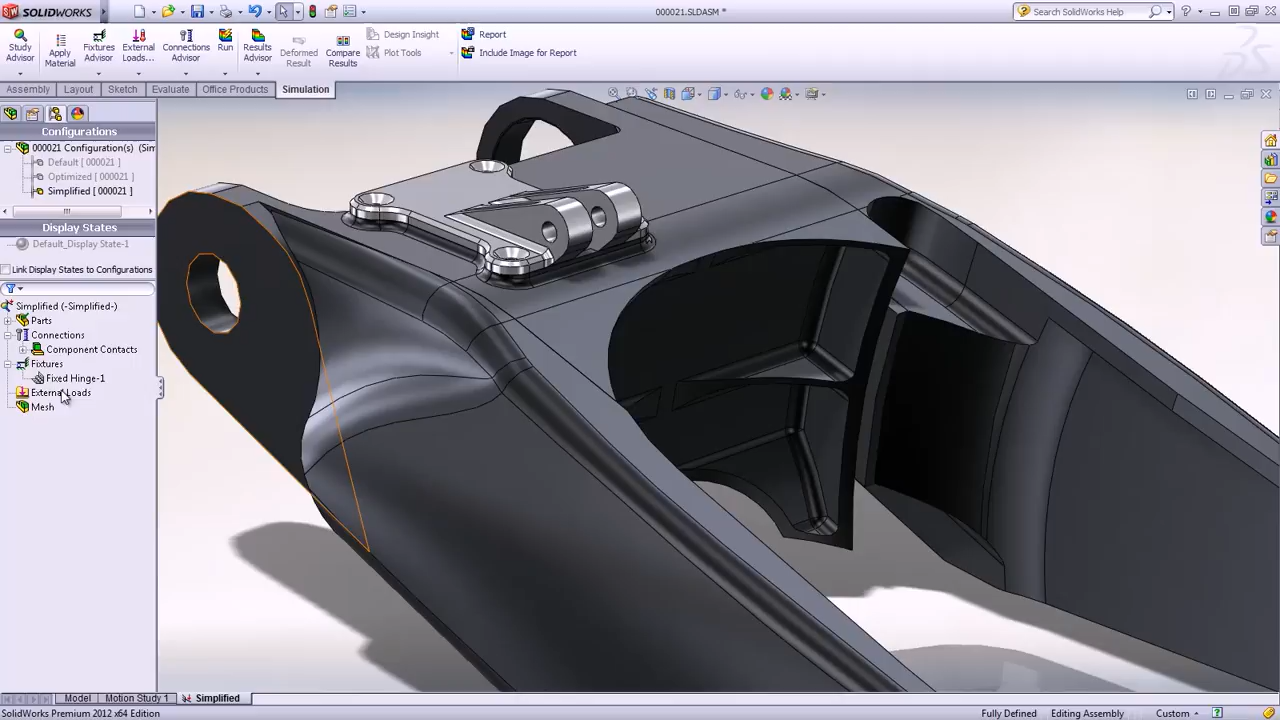 SOLIDWORKS
000021.SLDASM *
Search SolidWorks Help
Study Advisor
Apply Material
Fixtures Advisor
External Loads...
Connections Advisor
Run
Results Advisor
Deformed Result
Compare Results
Design Insight
Plot Tools
Report
Include Image for Report
Assembly
Layout
Sketch
Evaluate
Office Products
Simulation
Configurations
000021 Configuration(s) (Sim
Default [ 000021 ]
Optimized [ 000021 ]
Simplified [ 000021 ]
Display States
Default_Display State-1
Link Display States to Configurations
Simplified (-Simplified-)
Parts
Connections
Component Contacts
Fixtures
Fixed Hinge-1
External Loads
Mesh
Model
Motion Study 1
Simplified
SolidWorks Premium 2012 x64 Edition
Fully Defined
Editing Assembly
Custom